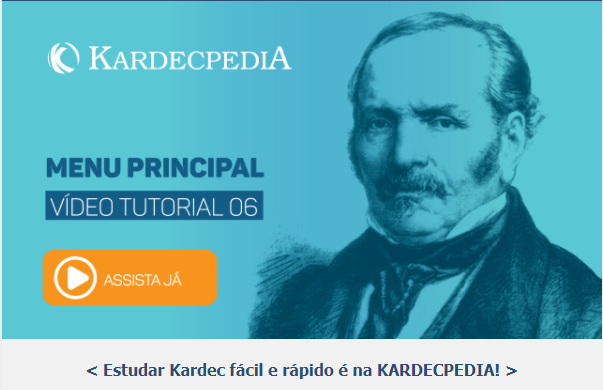 KARDECPEDIA
MENU PRINCIPAL
VÍDEO TUTORIAL 06
ASSISTA JÁ
< Estudar Kardec fácil e rápido é na KARDECPEDIA! >